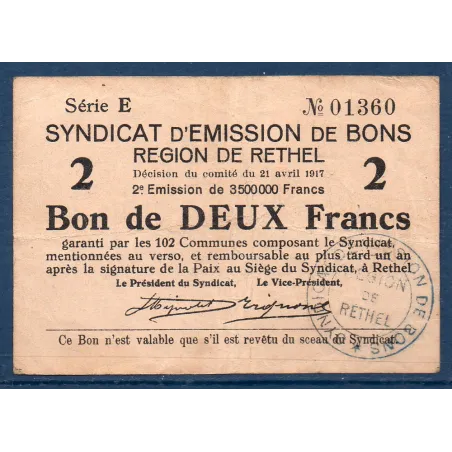 Série E № 01360
SYNDICAT D'EMISSION DE BONS
REGION DE RETHEL
2 Décision du comité du 21 avril 1917 2
2e Emission de 3500000 Francs
Bon de DEUX Francs
garanti par les 102 Communes composant le Syndicat,
mentionnées au verso, et remboursable au plus tard un an
après la signature de la Paix au Siège du Syndicat, à Rethel
Le Président du Syndicat, Le Vice-Président,
REGION
DE
RETHEL
Ce Bon n'est valable que s'il est revêtu du sceau du Syndicat.